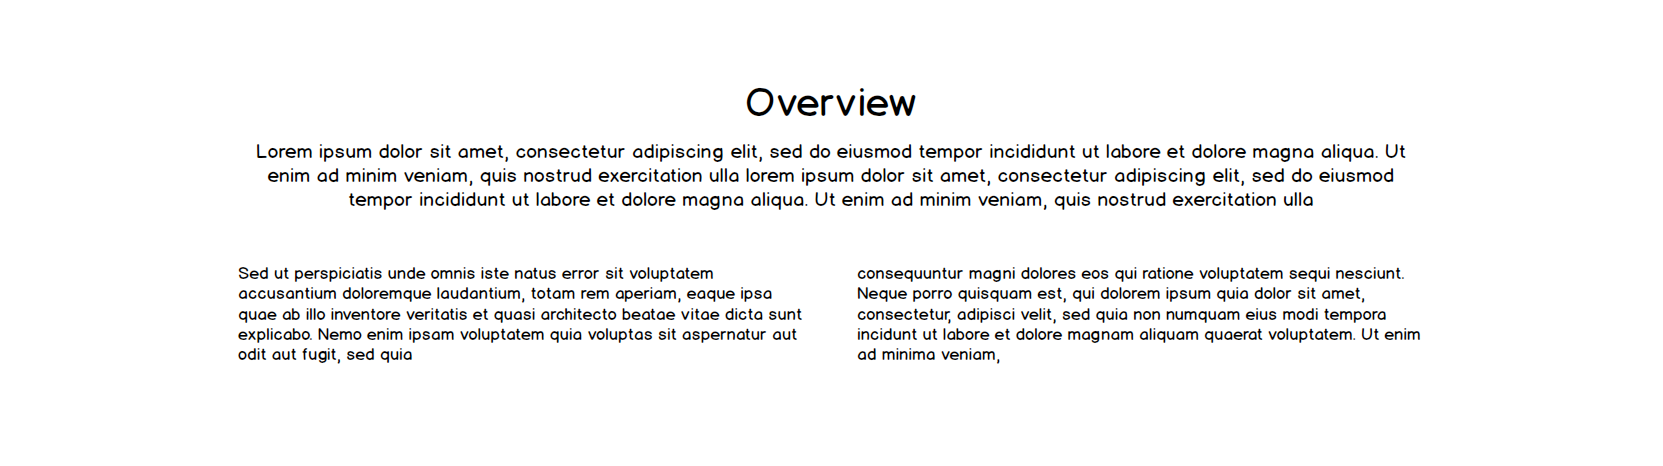 Overview
Lorem ipsum dolor sit amet, consectetur adipiscing elit, sed do eiusmod tempor incididunt ut labore et dolore magna aliqua. Ut
enim ad minim veniam, quis nostrud exercitation ulla lorem ipsum dolor sit amet, consectetur adipiscing elit, sed do eiusmod
tempor incididunt ut labore et dolore magna aliqua. Ut enim ad minim veniam, quis nostrud exercitation ulla
Sed ut perspiciatis unde omnis iste natus error sit voluptatem
accusantium doloremque laudantium, totam rem aperiam, eaque ipsa
quae ab illo inventore veritatis et quasi architecto beatae vitae dicta sunt
explicabo. Nemo enim ipsam voluptatem quia voluptas sit aspernatur aut
odit aut fugit, sed quia
consequuntur magni dolores eos qui ratione voluptatem sequi nesciunt.
Neque porro quisquam est, qui dolorem ipsum quia dolor sit amet,
consectetur, adipisci velit, sed quia non numquam eius modi tempora
incidunt ut labore et dolore magnam aliquam quaerat voluptatem. Ut enim
ad minima veniam,